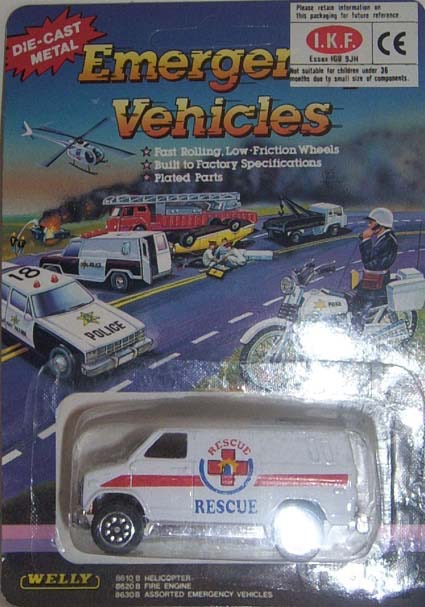 Please retain information on
this packaging for future reference.
I.K.F.
CE
Essex IG8 9JH
Not suitable for children under 36
months due to small size of components.
DIE-CAST
METAL
Emergen
Vehicles
★ Fast Rolling, Low-Friction Wheels
★ Built to Factory Specifications
★ Plated Parts
POLICE
18
POLICE
RESCUE
RESCUE
WELLY
8610 B HELICOPTER
8620 B FIRE ENGINE
8630 B ASSORTED EMERGENCY VEHICLES